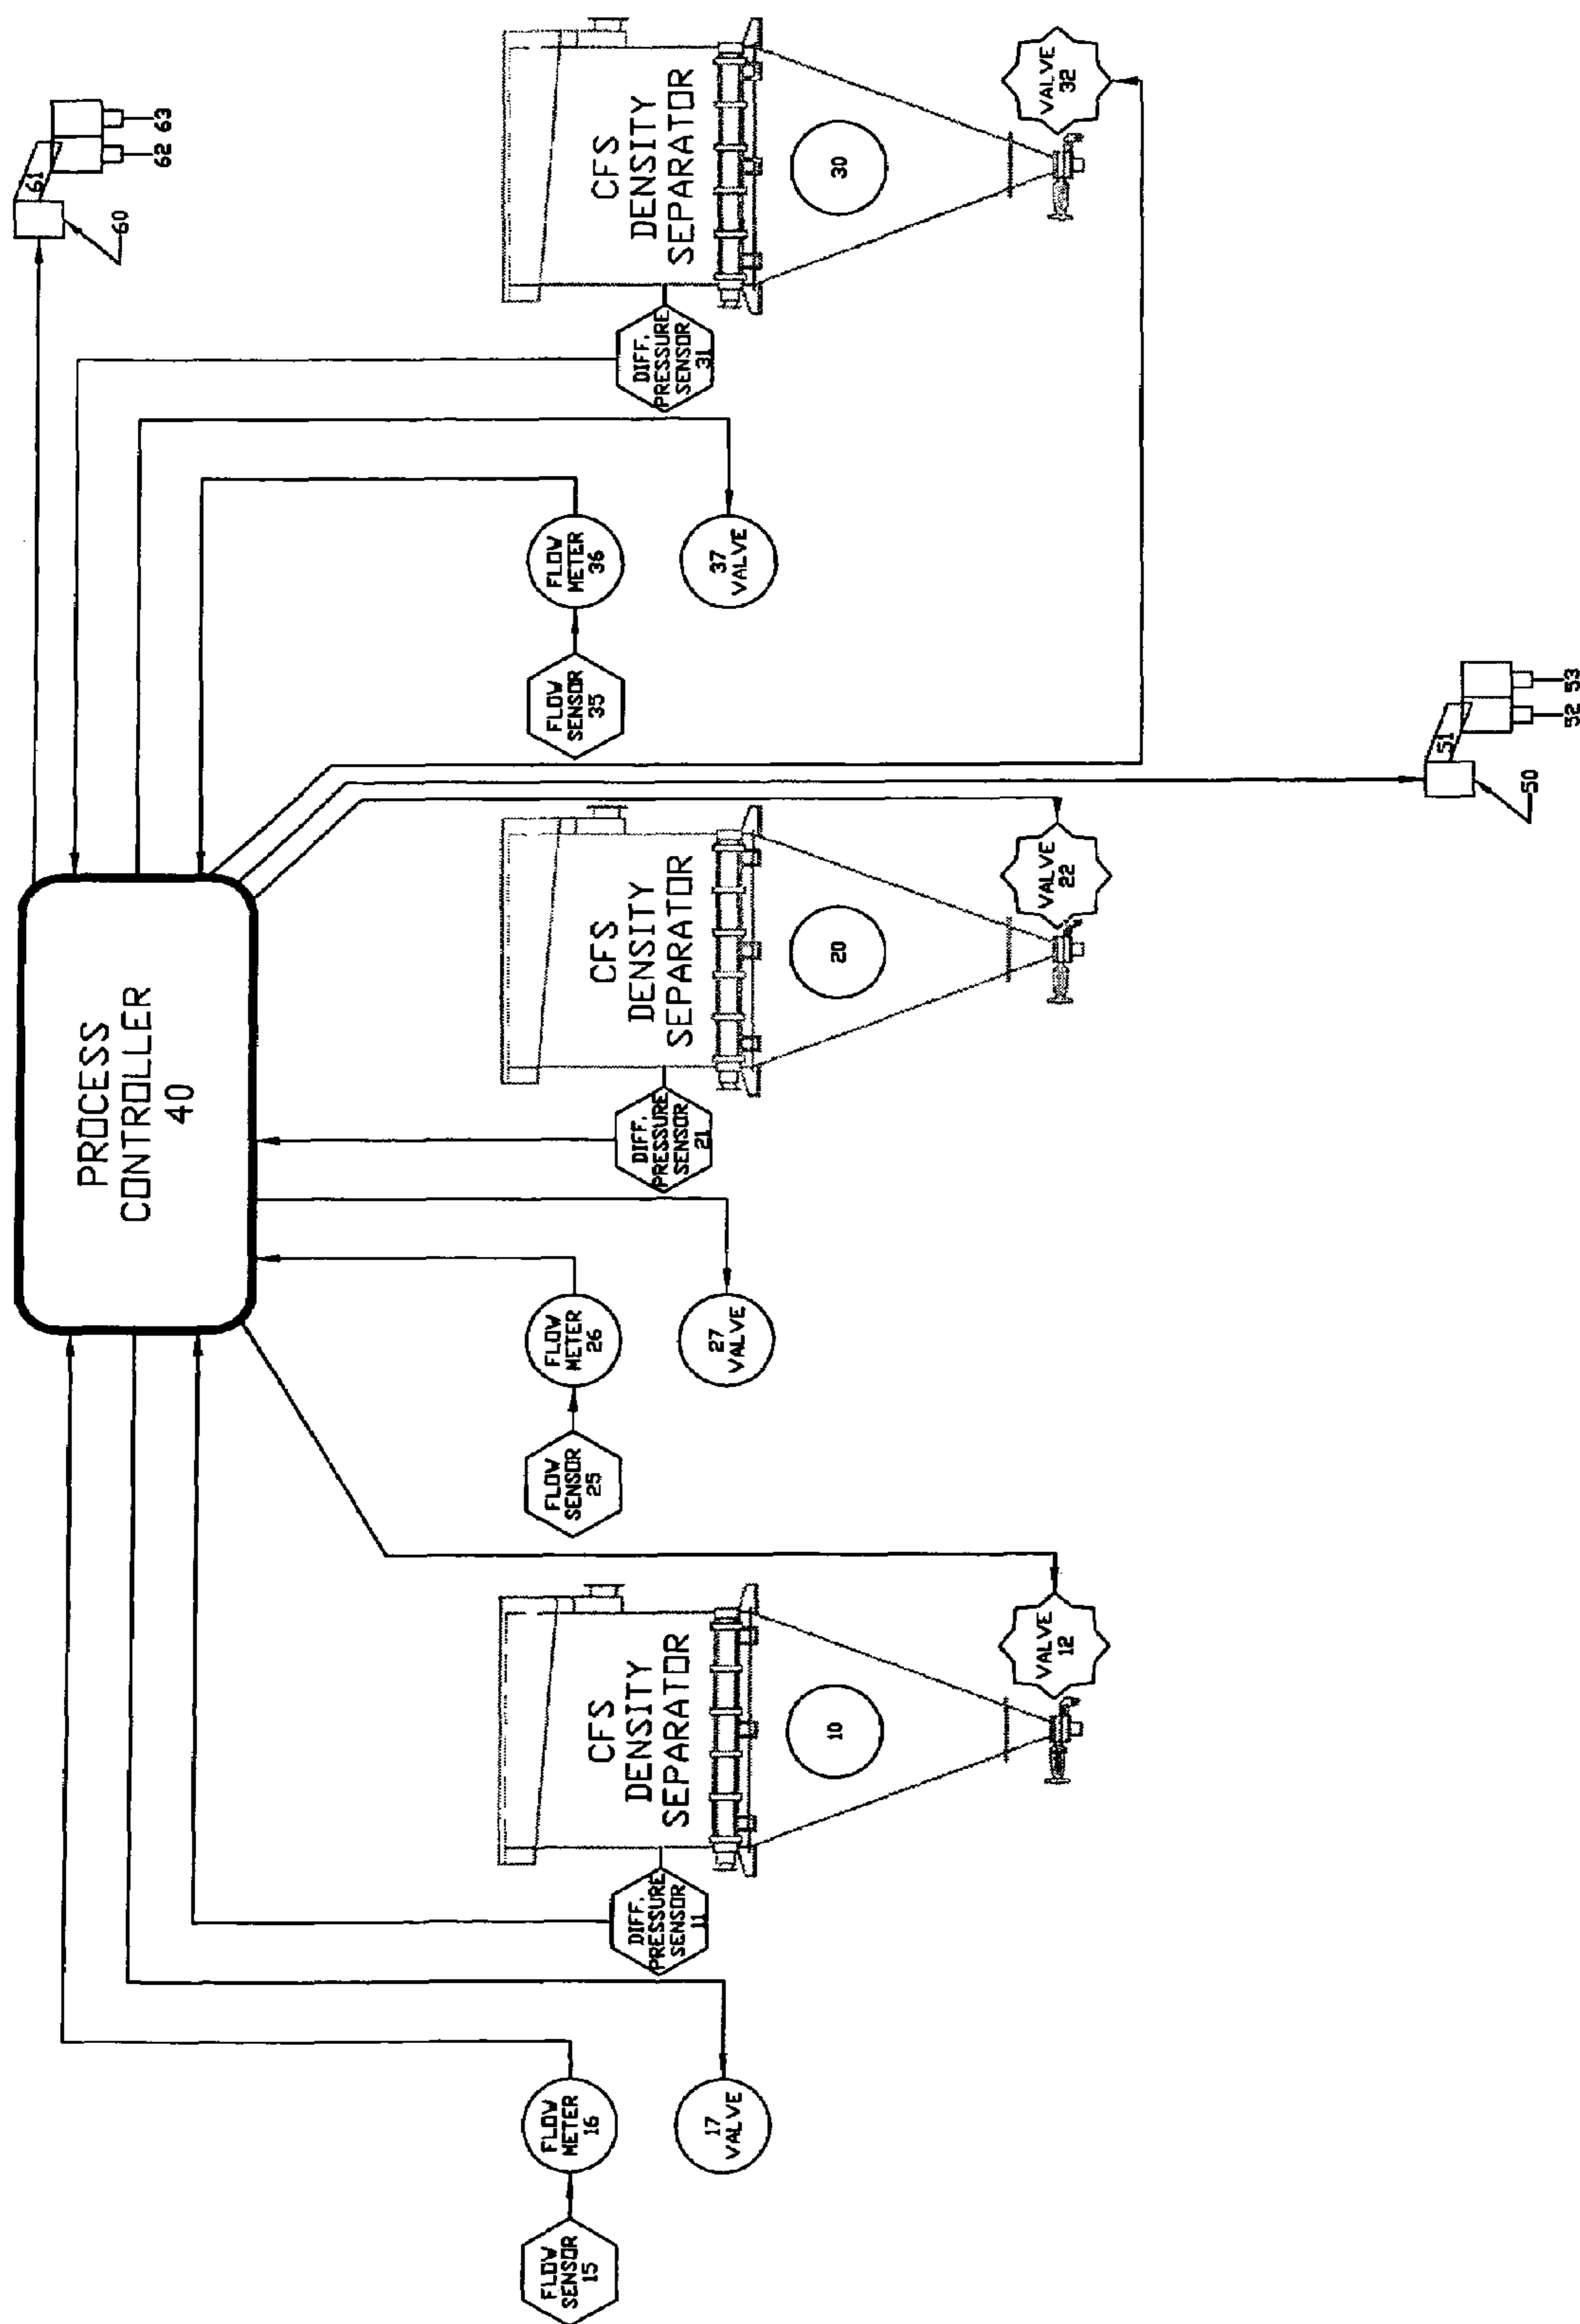 PROCESS
CONTROLLER
40
FLOW
SENSOR
15
FLOW
METER
16
17
VALVE
DIFF.
PRESSURE
SENSOR
11
CFS
DENSITY
SEPARATOR
10
VALVE
12
FLOW
SENSOR
25
FLOW
METER
26
27
VALVE
DIFF.
PRESSURE
SENSOR
21
CFS
DENSITY
SEPARATOR
20
VALVE
22
50
51
52
53
FLOW
SENSOR
35
FLOW
METER
36
37
VALVE
DIFF.
PRESSURE
SENSOR
31
CFS
DENSITY
SEPARATOR
30
VALVE
32
60
61
62
63